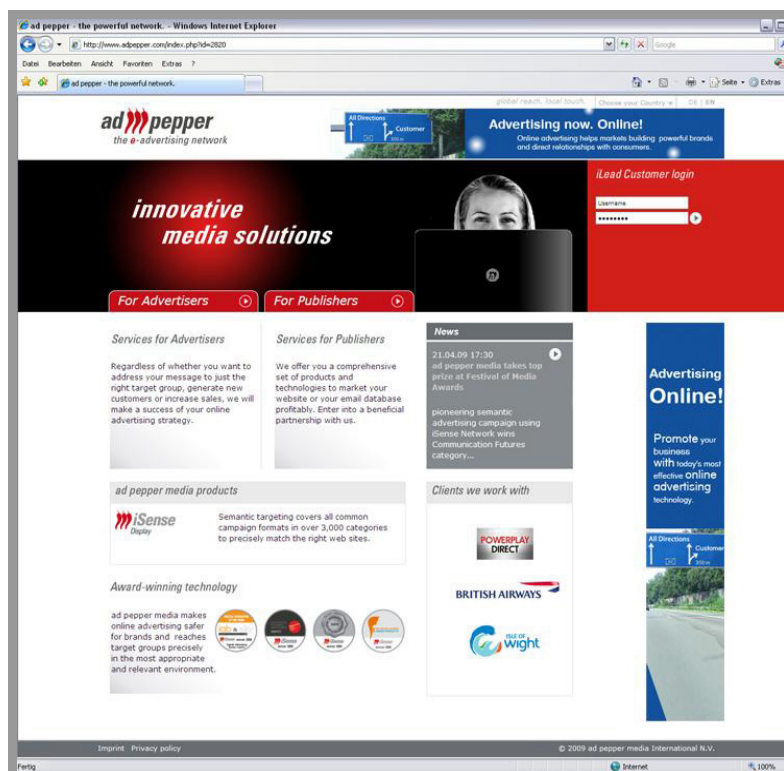 ad pepper - the powerful network. - Windows Internet Explorer
http://www.adpepper.com/index.php?id=2820
Google
Datei Bearbeiten Ansicht Favoriten Extras ?
ad pepper - the powerful network.
Seite Extras
global reach. local touch. Choose your Country DE | EN
ad pepper
the e-advertising network
All Directions
Customer
300 m
Advertising now. Online!
Online advertising helps markets building powerful brands
and direct relationships with consumers.
innovative
media solutions
iLead Customer login
Username
For Advertisers
For Publishers
Services for Advertisers
Regardless of whether you want to
address your message to just the
right target group, generate new
customers or increase sales, we will
make a success of your online
advertising strategy.
Services for Publishers
We offer you a comprehensive
set of products and
technologies to market your
website or your email database
profitably. Enter into a beneficial
partnership with us.
News
21.04.09 17:30
ad pepper media takes top
prize at Festival of Media
Awards
pioneering semantic
advertising campaign using
iSense Network wins
Communication Futures
category...
Advertising
Online!
Promote your
business
with today's most
effective online
advertising
technology.
All Directions
Customer
300 m
ad pepper media products
iSense
Display
Semantic targeting covers all common
campaign formats in over 3,000 categories
to precisely match the right web sites.
Clients we work with
POWERPLAY
DIRECT
BRITISH AIRWAYS
ISLE OF
wight
Award-winning technology
ad pepper media makes
online advertising safer
for brands and reaches
target groups precisely
in the most appropriate
and relevant environment.
iSense
iSense
iSense
iSense
Imprint Privacy policy
© 2009 ad pepper media International N.V.
Fertig
Internet
100%